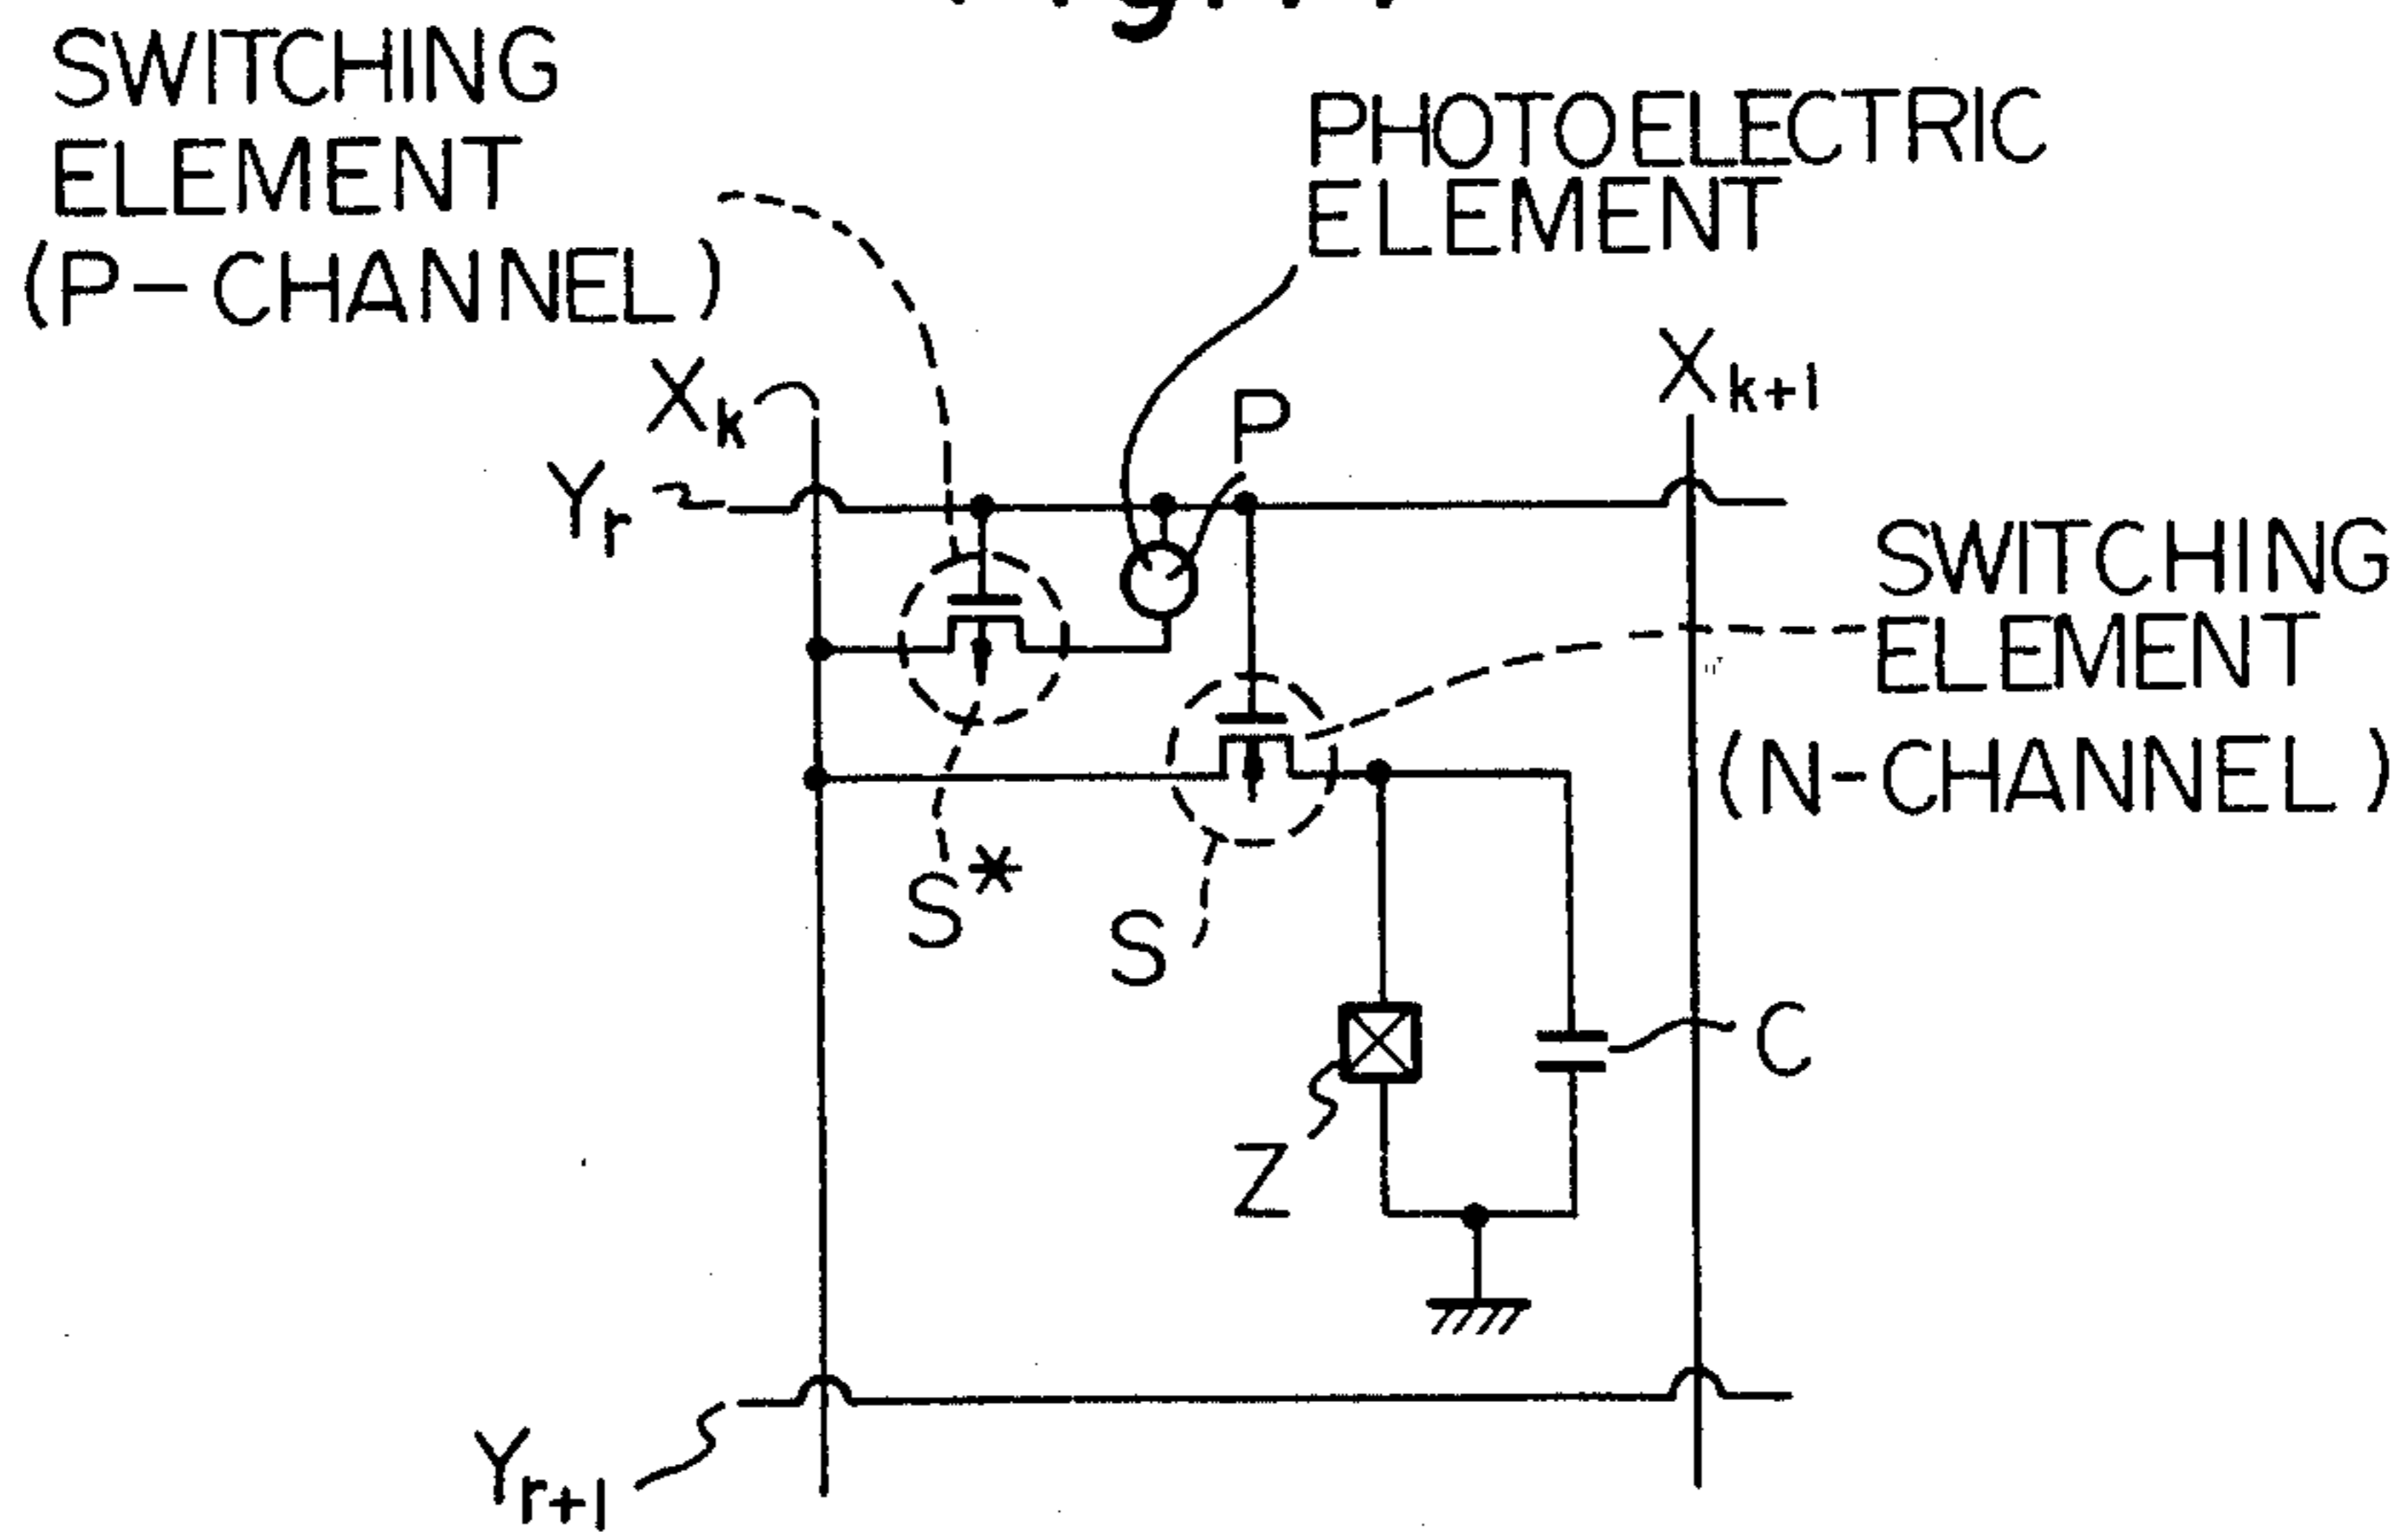 SWITCHING
ELEMENT
(P-CHANNEL)
PHOTOELECTRIC
ELEMENT
Xk
Xk+1
P
Yr
SWITCHING
ELEMENT
(N-CHANNEL)
S*
S
C
Z
Yr+1